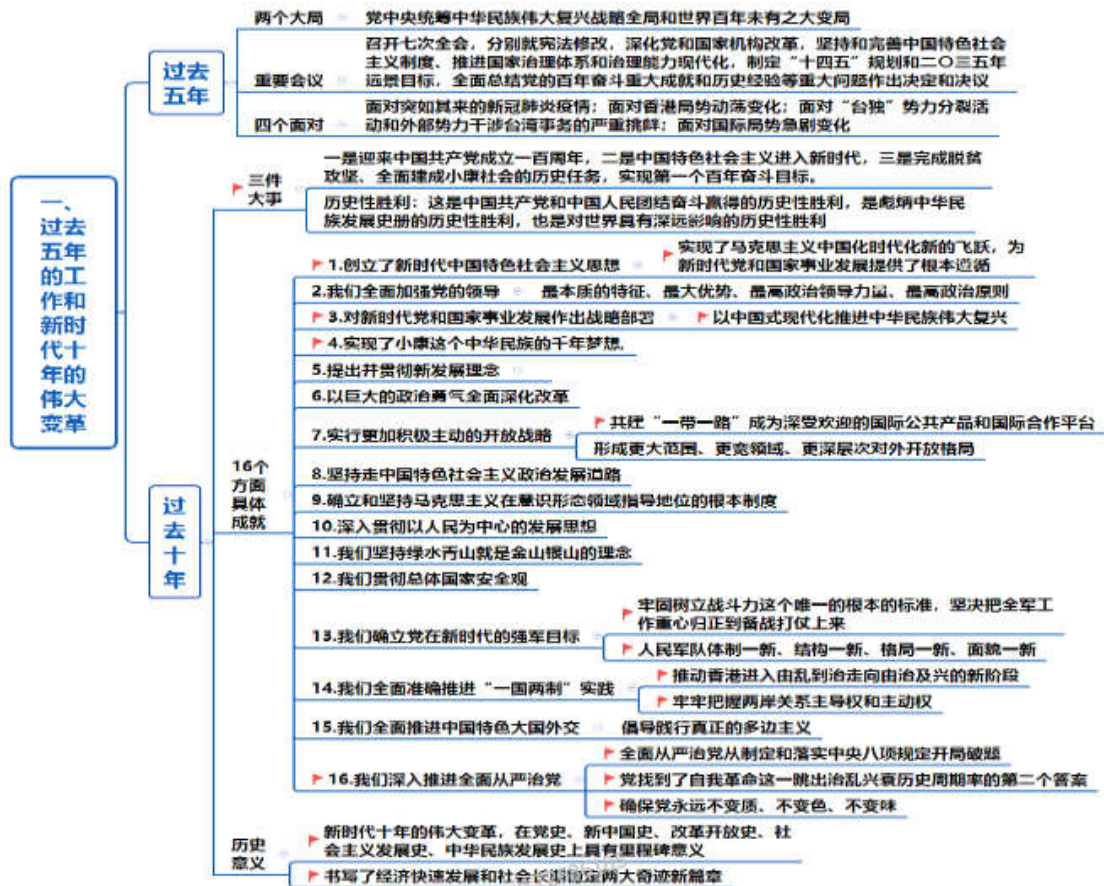 一、
过去
五年
的工
作和
新时
代十
年的
伟大
变革
过去
五年
两个大局
党中央统筹中华民族伟大复兴战略全局和世界百年未有之大变局
重要会议
召开七次全会，分别就宪法修改，深化党和国家机构改革，坚持和完善中国特色社会
主义制度、推进国家治理体系和治理能力现代化，制定“十四五”规划和二〇三五年
远景目标，全面总结党的百年奋斗重大成就和历史经验等重大问题作出决定和决议
四个面对
面对突如其来的新冠肺炎疫情；面对香港局势动荡变化；面对“台独”势力分裂活
动和外部势力干涉台湾事务的严重挑衅；面对国际局势急剧变化
过
去
十
年
三件
大事
一是迎来中国共产党成立一百周年，二是中国特色社会主义进入新时代，三是完成脱贫
攻坚、全面建成小康社会的历史任务，实现第一个百年奋斗目标。
历史性胜利：这是中国共产党和中国人民团结奋斗赢得的历史性胜利，是彪炳中华民
族发展史册的历史性胜利，也是对世界具有深远影响的历史性胜利
16个
方面
具体
成就
1.创立了新时代中国特色社会主义思想
实现了马克思主义中国化时代化新的飞跃，为
新时代党和国家事业发展提供了根本遵循
2.我们全面加强党的领导
最本质的特征、最大优势、最高政治领导力量、最高政治原则
3.对新时代党和国家事业发展作出战略部署
以中国式现代化推进中华民族伟大复兴
4.实现了小康这个中华民族的千年梦想,
5.提出并贯彻新发展理念
6.以巨大的政治勇气全面深化改革
7.实行更加积极主动的开放战略
共建“一带一路”成为深受欢迎的国际公共产品和国际合作平台
形成更大范围、更宽领域、更深层次对外开放格局
8.坚持走中国特色社会主义政治发展道路
9.确立和坚持马克思主义在意识形态领域指导地位的根本制度
10.深入贯彻以人民为中心的发展思想
11.我们坚持绿水青山就是金山银山的理念
12.我们贯彻总体国家安全观
13.我们确立党在新时代的强军目标
牢固树立战斗力这个唯一的根本的标准，坚决把全军工
作重心归正到备战打仗上来
人民军队体制一新、结构一新、格局一新、面貌一新
14.我们全面准确推进“一国两制”实践
推动香港进入由乱到治走向由治及兴的新阶段
牢牢把握两岸关系主导权和主动权
15.我们全面推进中国特色大国外交
倡导践行真正的多边主义
16.我们深入推进全面从严治党
全面从严治党从制定和落实中央八项规定开局破题
党找到了自我革命这一跳出治乱兴衰历史周期率的第二个答案
确保党永远不变质、不变色、不变味
历史
意义
新时代十年的伟大变革，在党史、新中国史、改革开放史、社
会主义发展史、中华民族发展史上具有里程碑意义
书写了经济快速发展和社会长期稳定两大奇迹新篇章